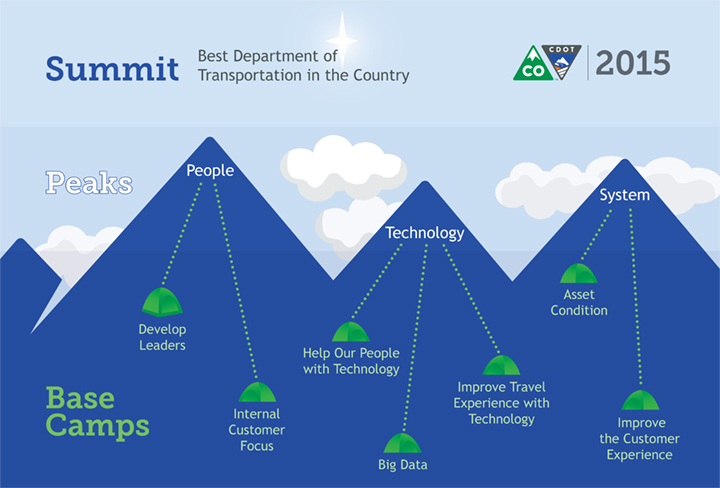 Summit
Best Department of
Transportation in the Country
CO
CDOT
2015
Peaks
People
Technology
System
Develop
Leaders
Internal
Customer
Focus
Help Our People
with Technology
Big Data
Improve Travel
Experience with
Technology
Asset
Condition
Improve
the Customer
Experience
Base
Camps